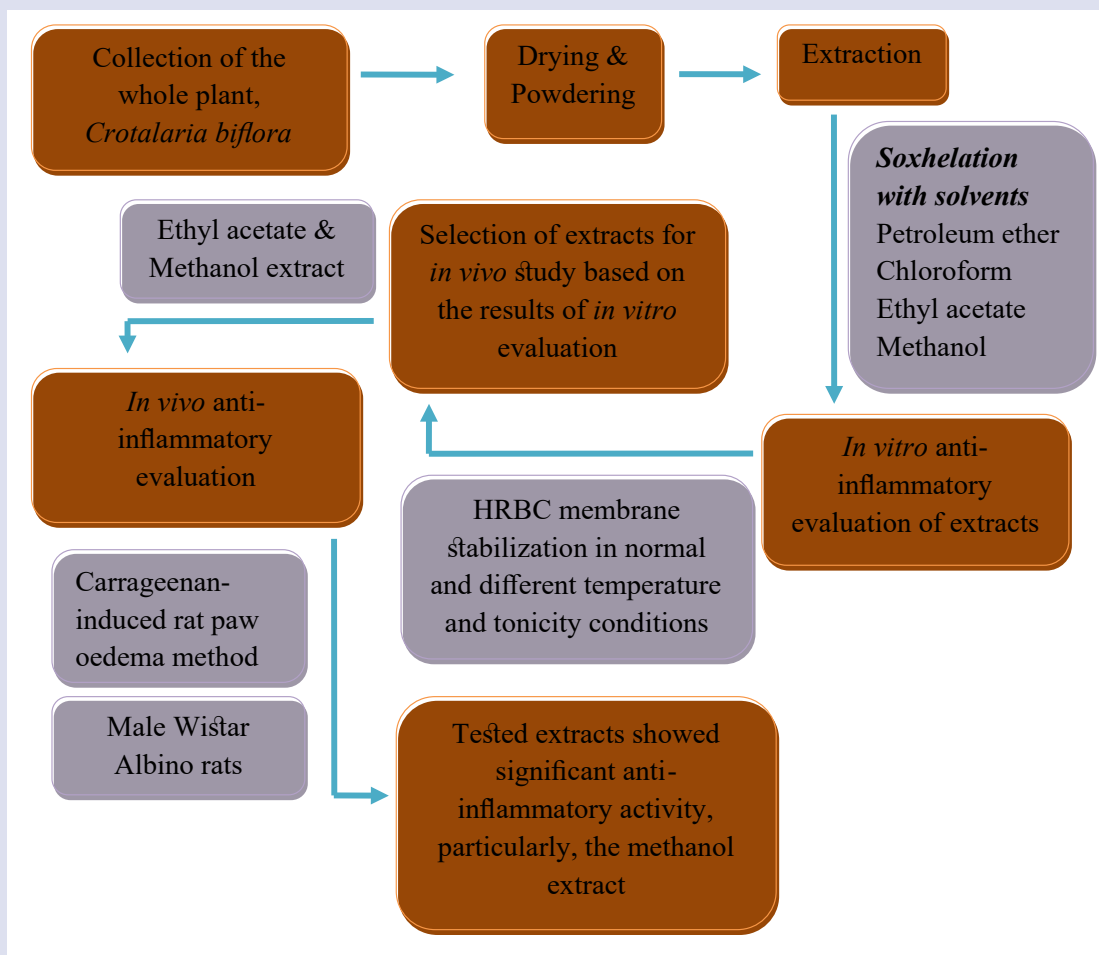 Collection of the
whole plant,
Crotalaria biflora
Drying &
Powdering
Extraction
Soxhelation
with solvents
Petroleum ether
Chloroform
Ethyl acetate
Methanol
In vitro anti-
inflammatory
evaluation of extracts
HRBC membrane
stabilization in normal
and different temperature
and tonicity conditions
Selection of extracts for
in vivo study based on
the results of in vitro
evaluation
Ethyl acetate &
Methanol extract
In vivo anti-
inflammatory
evaluation
Carrageenan-
induced rat paw
oedema method
Male Wistar
Albino rats
Tested extracts showed
significant anti-
inflammatory activity,
particularly, the methanol
extract